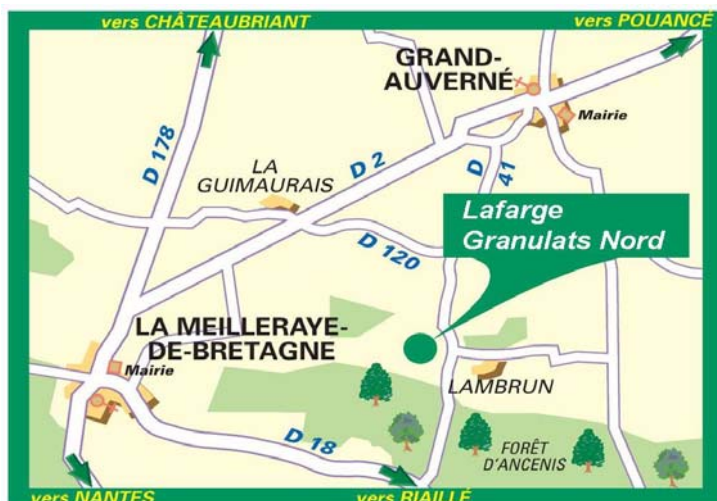 vers CHÂTEAUBRIANT
vers POUANCÉ
GRAND-
AUVERNÉ
Mairie
D 178
LA
GUIMAURAIS
D 2
D 41
Lafarge
Granulats Nord
D 120
LA MEILLERAYE-
DE-BRETAGNE
Mairie
LAMBRUN
D 18
FORÊT
D'ANCENIS
vers NANTES
vers RIAILLÉ